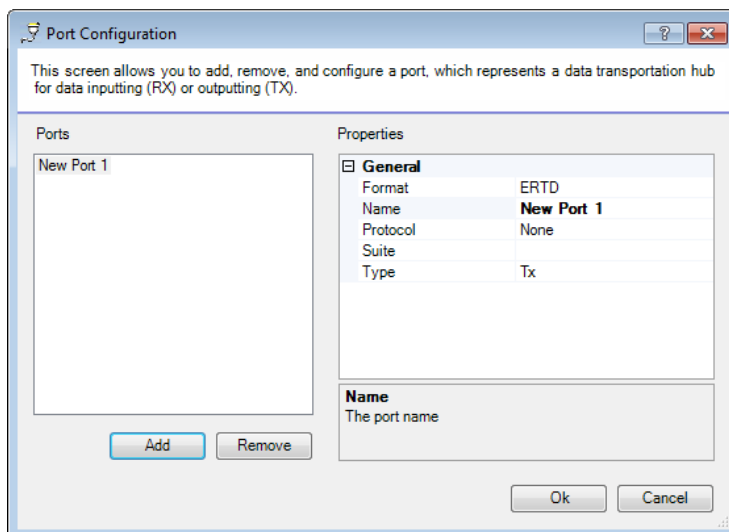 Port Configuration
This screen allows you to add, remove, and configure a port, which represents a data transportation hub
for data inputting (RX) or outputting (TX).
Ports
Properties
New Port 1
General
Format ERTD
Name New Port 1
Protocol None
Suite
Type Tx
Name
The port name
Add Remove
Ok Cancel